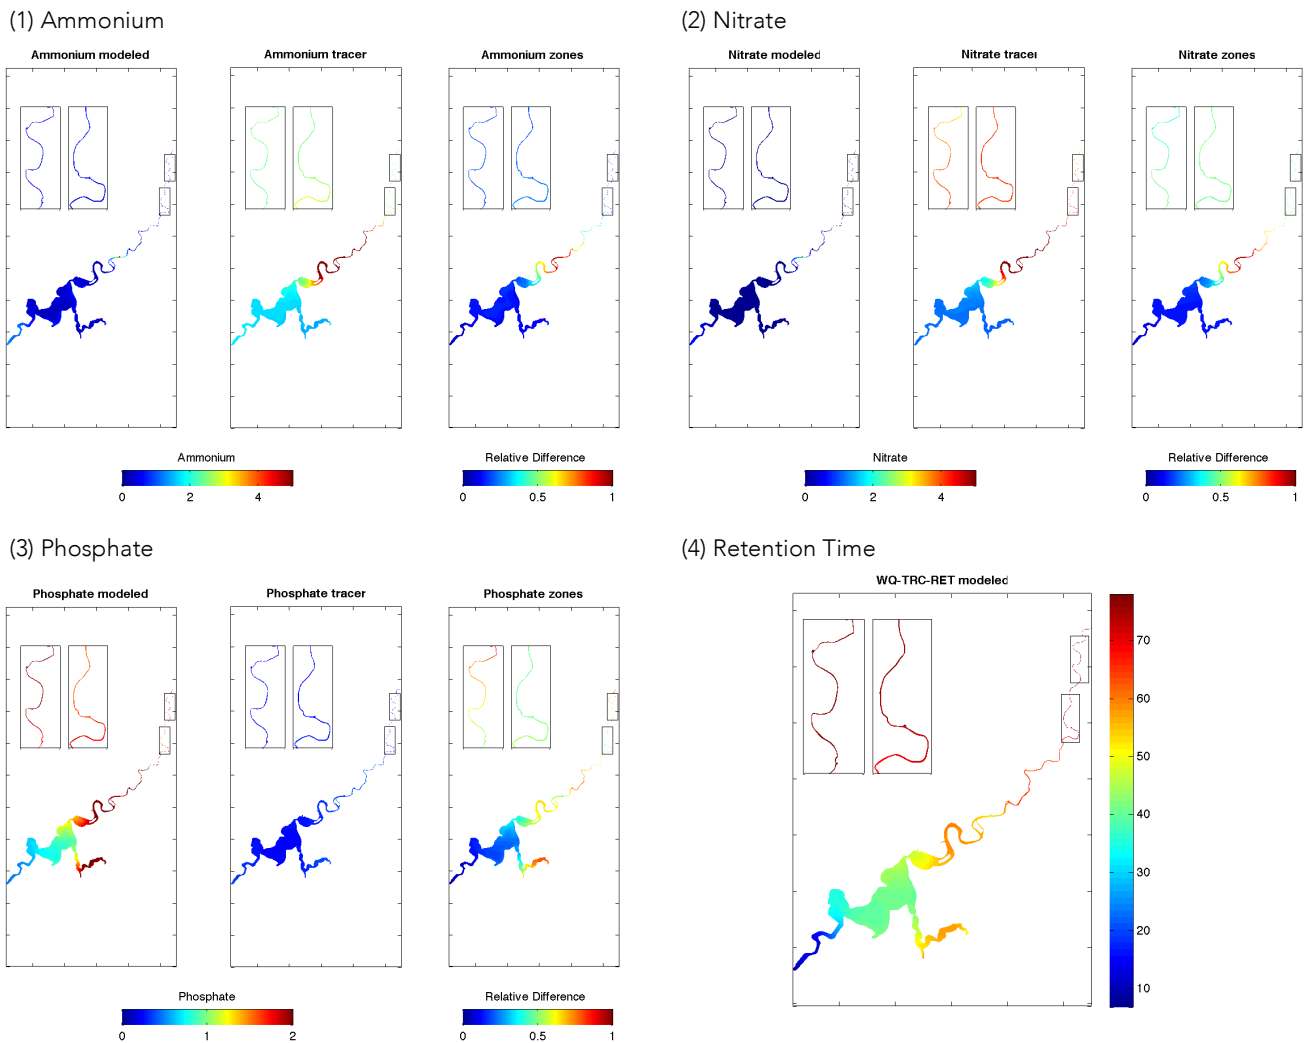 (1) Ammonium
(2) Nitrate
Ammonium modeled
Ammonium tracer
Ammonium zones
Nitrate modeled
Nitrate tracer
Nitrate zones
Ammonium
0 2 4
Relative Difference
0 0.5 1
Nitrate
0 2 4
Relative Difference
0 0.5 1
(3) Phosphate
(4) Retention Time
Phosphate modeled
Phosphate tracer
Phosphate zones
WQ-TRC-RET modeled
70
60
50
40
30
20
10
Phosphate
0 1 2
Relative Difference
0 0.5 1